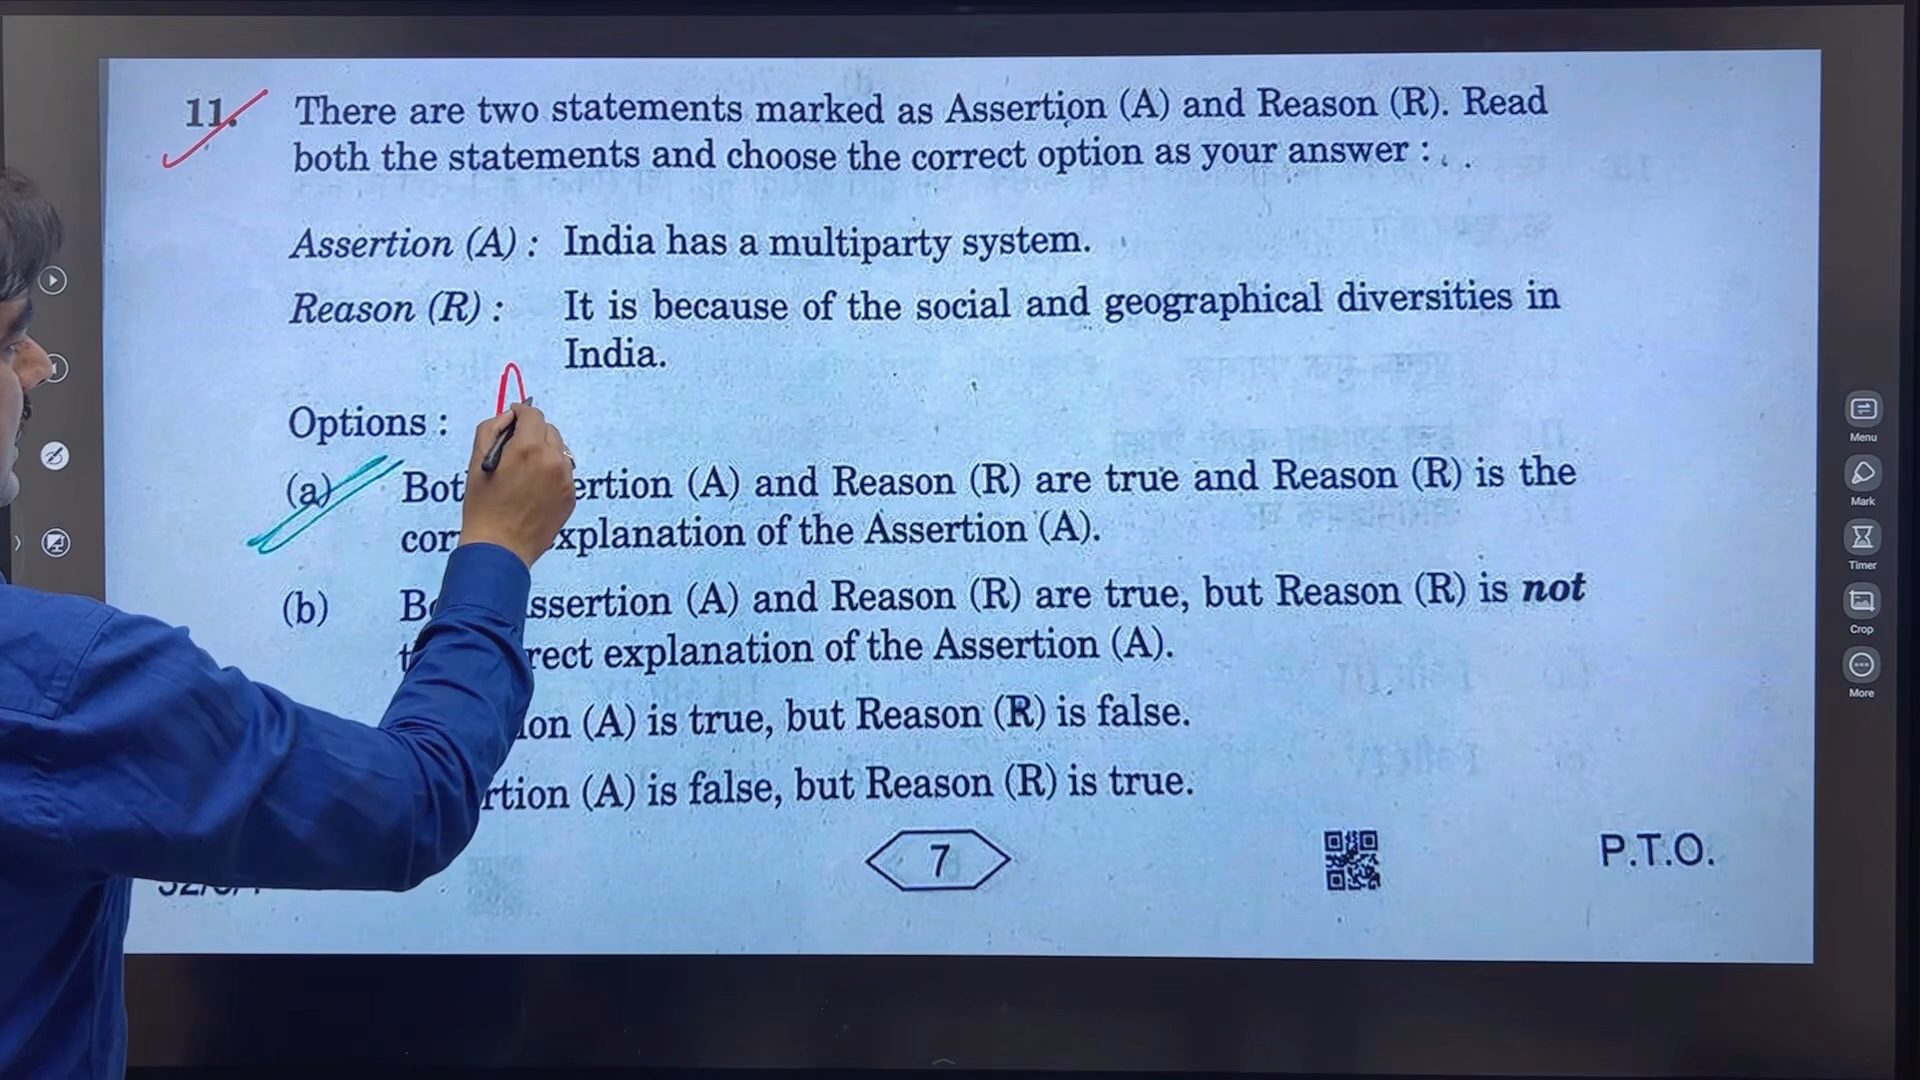 11. There are two statements marked as Assertion (A) and Reason (R). Read
both the statements and choose the correct option as your answer :
Assertion (A) : India has a multiparty system.
Reason (R) : It is because of the social and geographical diversities in
India.
Options :
(a) Bot ertion (A) and Reason (R) are true and Reason (R) is the
cor xplanation of the Assertion (A).
(b) B ssertion (A) and Reason (R) are true, but Reason (R) is not
t rect explanation of the Assertion (A).
ion (A) is true, but Reason (R) is false.
rtion (A) is false, but Reason (R) is true.
7
P.T.O.
Menu
Mark
Timer
Crop
More